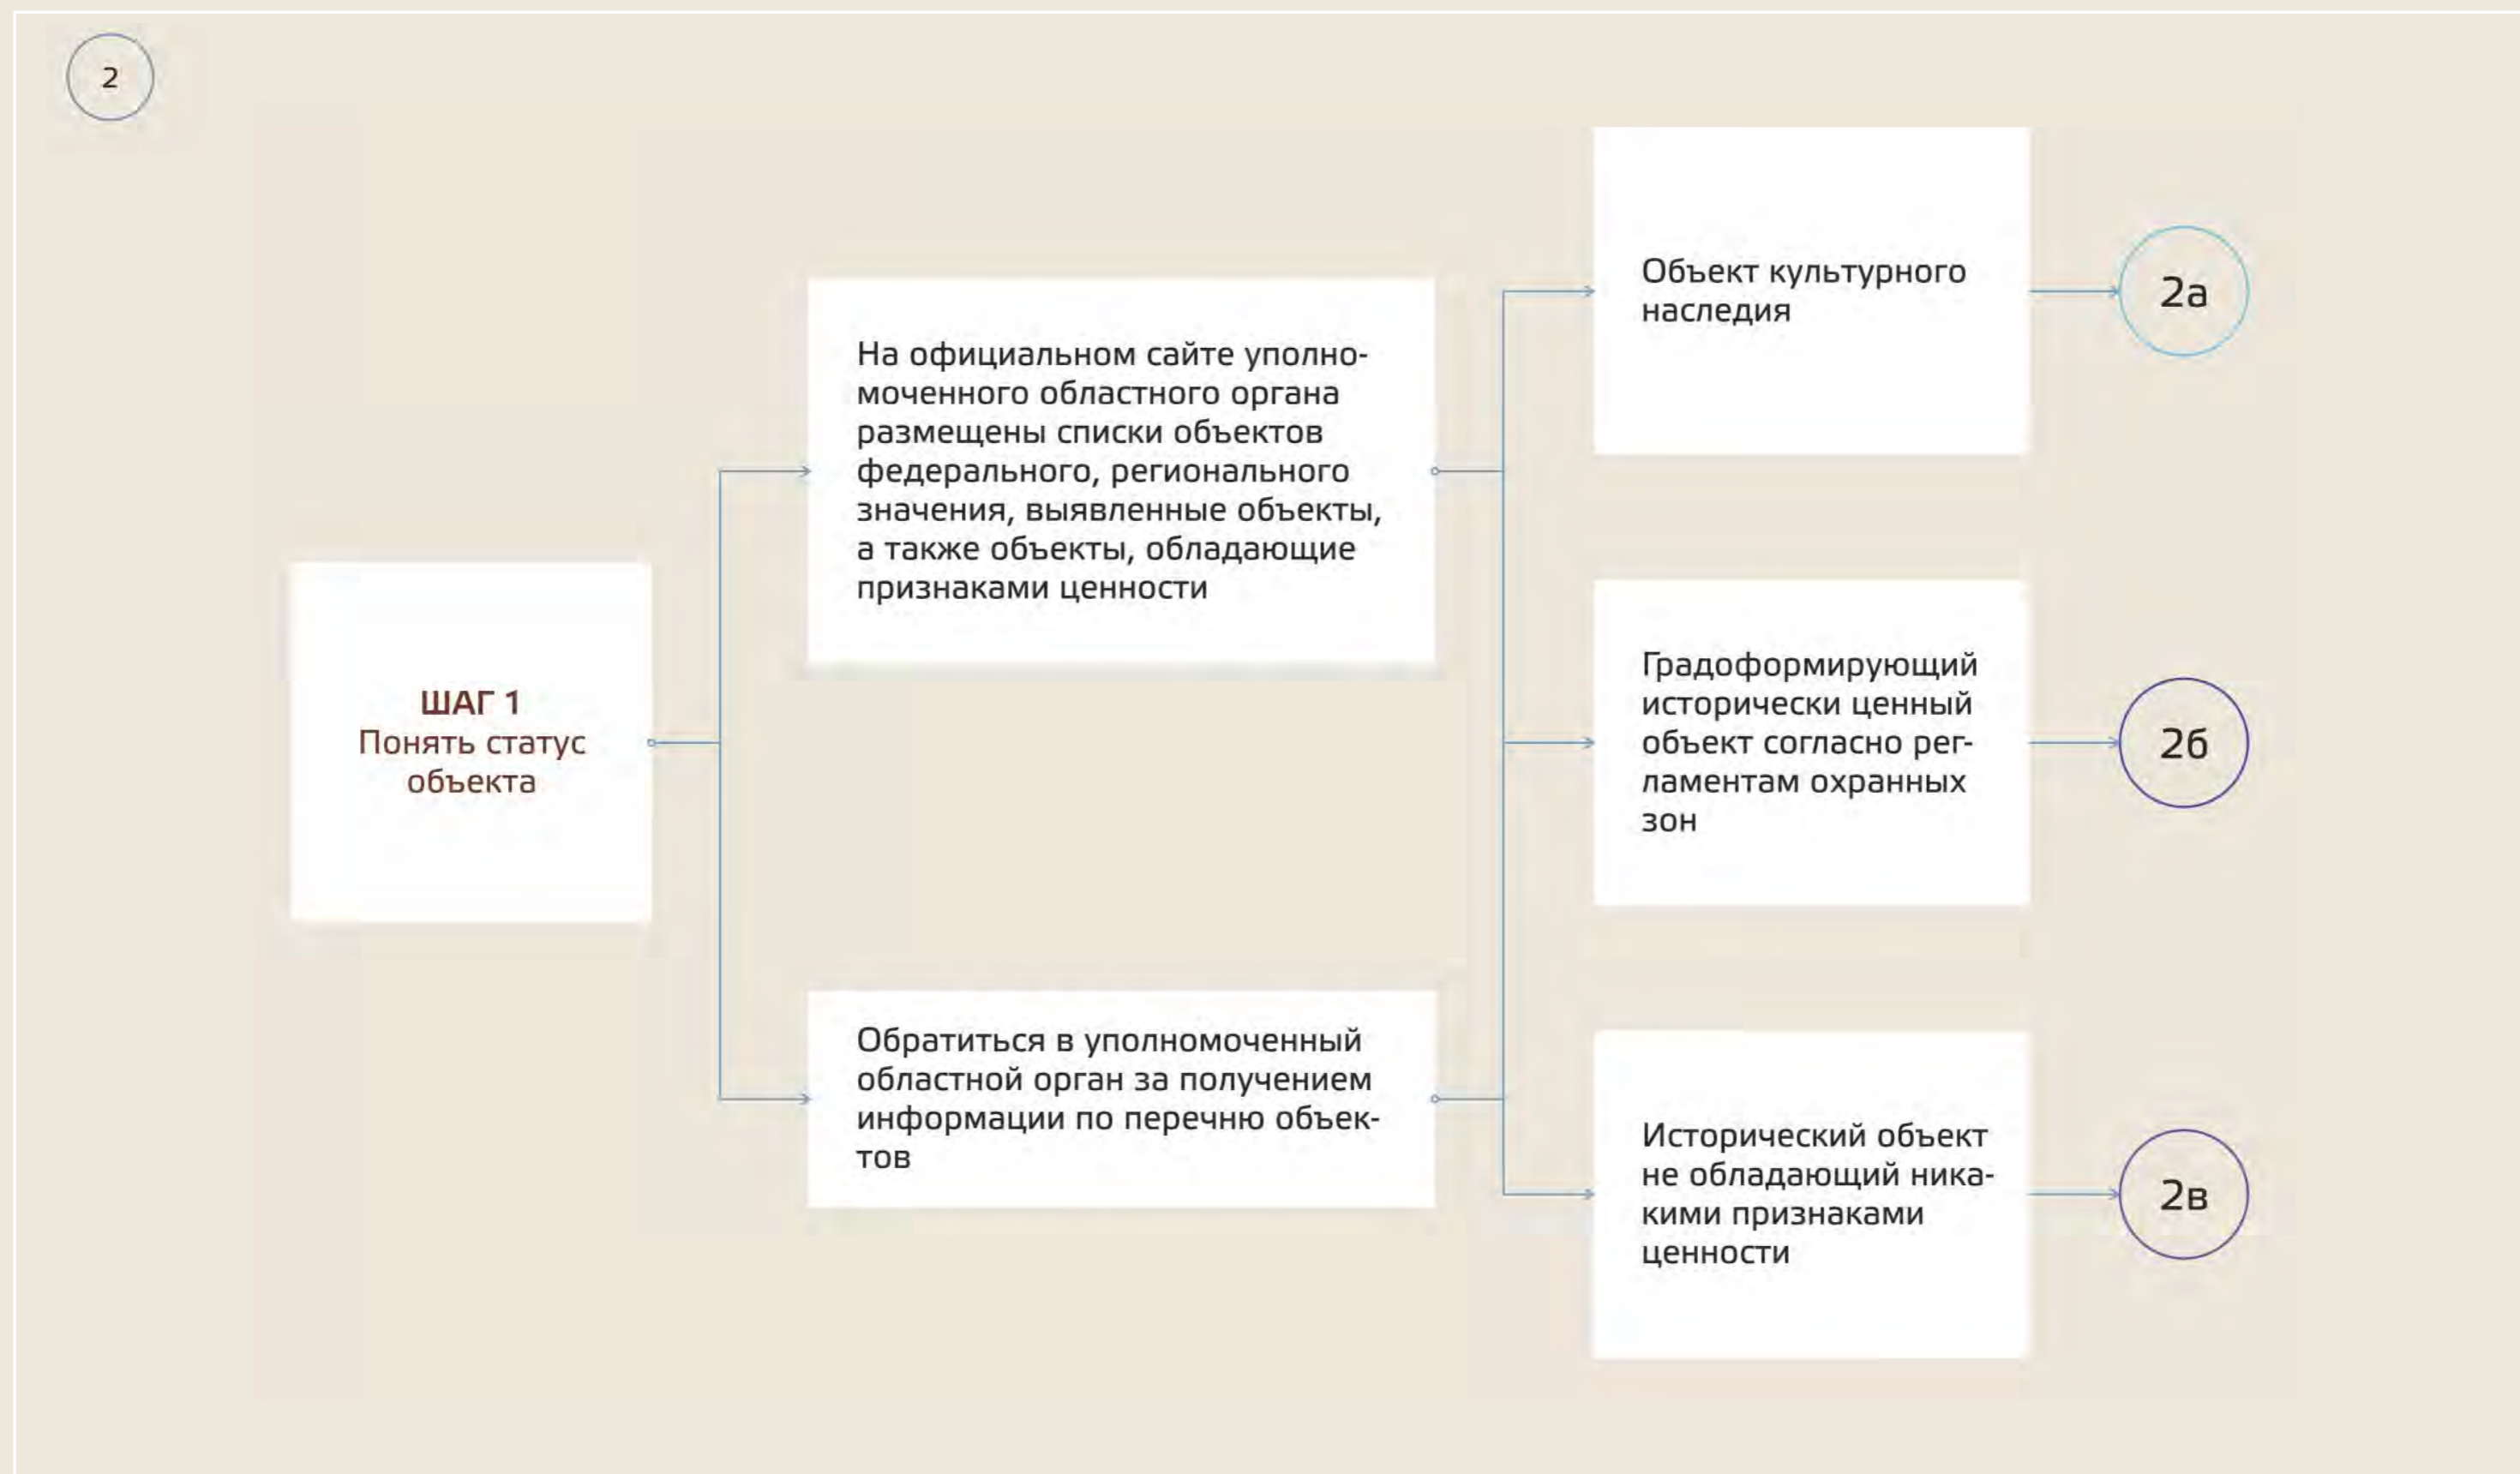 2
ШАГ 1
Понять статус
объекта
На официальном сайте уполно-
моченного областного органа
размещены списки объектов
федерального, регионального
значения, выявленные объекты,
а также объекты, обладающие
признаками ценности
Обратиться в уполномоченный
областной орган за получением
информации по перечню объек-
тов
Объект культурного
наследия
2а
Градоформирующий
исторически ценный
объект согласно рег-
ламентам охранных
зон
2б
Исторический объект
не обладающий ника-
кими признаками
ценности
2в